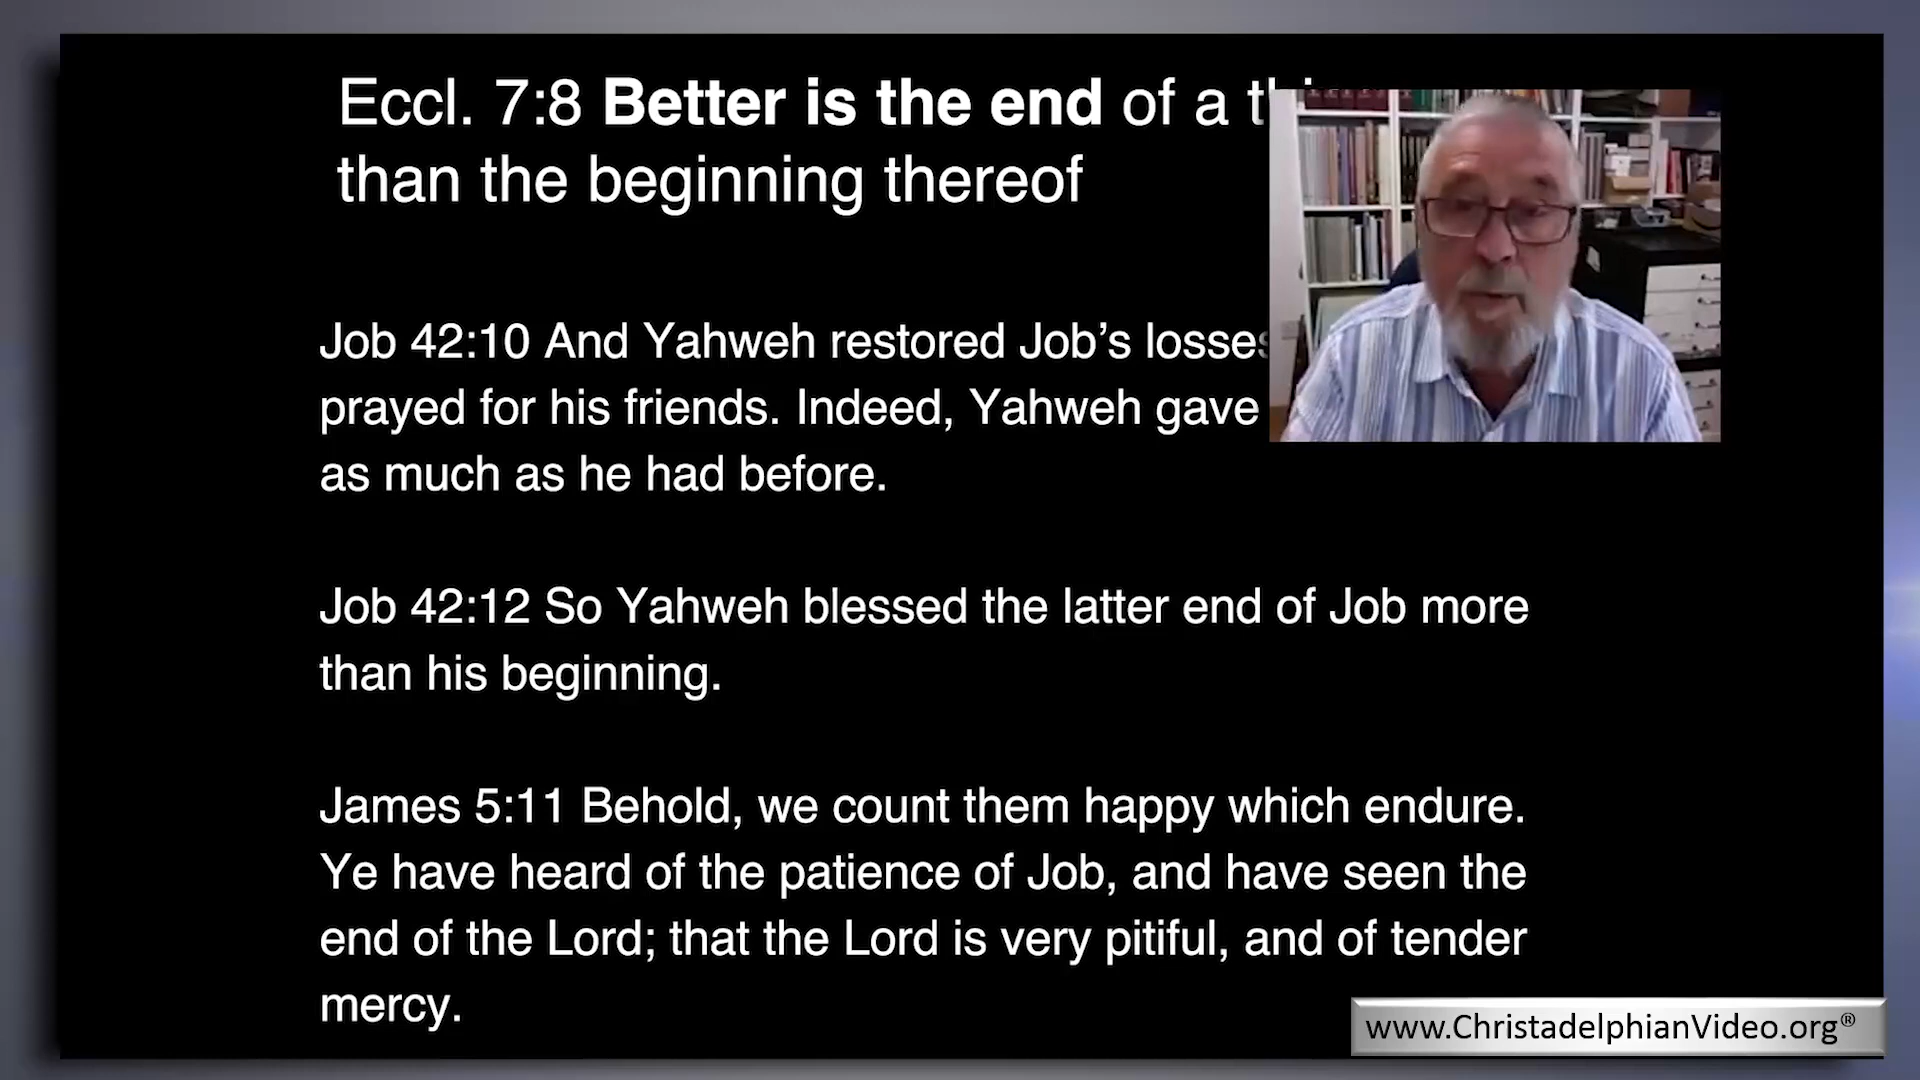 Eccl. 7:8 Better is the end of a
than the beginning thereof
Job 42:10 And Yahweh restored Job's losses
prayed for his friends. Indeed, Yahweh gave
as much as he had before.
Job 42:12 So Yahweh blessed the latter end of Job more
than his beginning.
James 5:11 Behold, we count them happy which endure.
Ye have heard of the patience of Job, and have seen the
end of the Lord; that the Lord is very pitiful, and of tender
mercy.
www.ChristadelphianVideo.org®